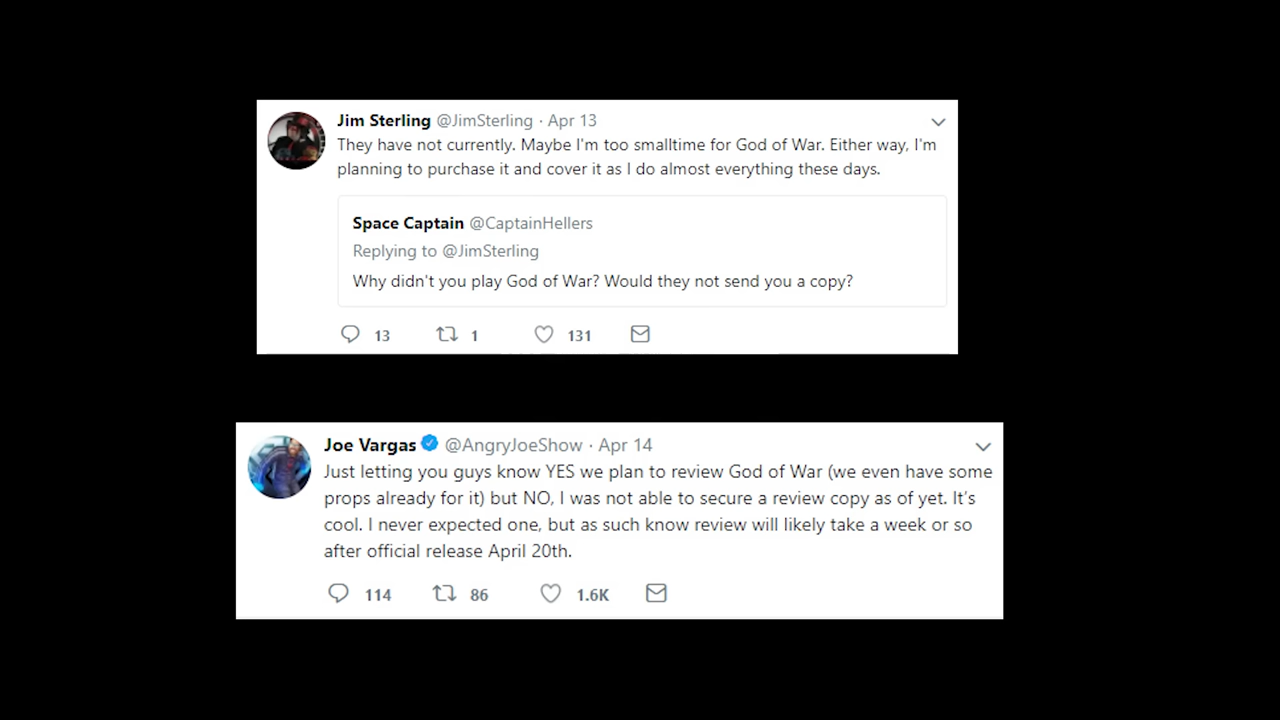 Jim Sterling @JimSterling · Apr 13
They have not currently. Maybe I'm too smalltime for God of War. Either way, I'm
planning to purchase it and cover it as I do almost everything these days.
Space Captain @CaptainHellers
Replying to @JimSterling
Why didn't you play God of War? Would they not send you a copy?
13 1 131
Joe Vargas @AngryJoeShow · Apr 14
Just letting you guys know YES we plan to review God of War (we even have some
props already for it) but NO, I was not able to secure a review copy as of yet. It's
cool. I never expected one, but as such know review will likely take a week or so
after official release April 20th.
114 86 1.6K